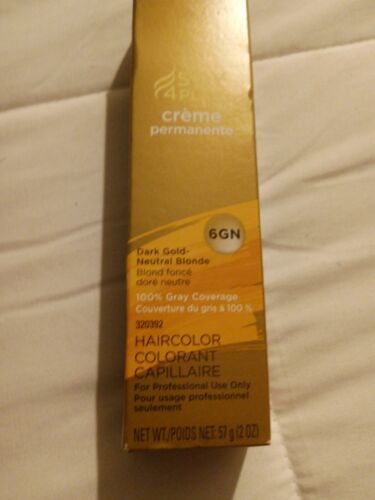 crème
permanente
6GN
Dark Gold-
Neutral Blonde
Blond foncé
doré neutre
100% Gray Coverage
Couverture du gris à 100 %
320392
HAIRCOLOR
COLORANT
CAPILLAIRE
For Professional Use Only
Pour usage professionnel
seulement
NET WT./POIDS NET: 57 g (2 OZ)